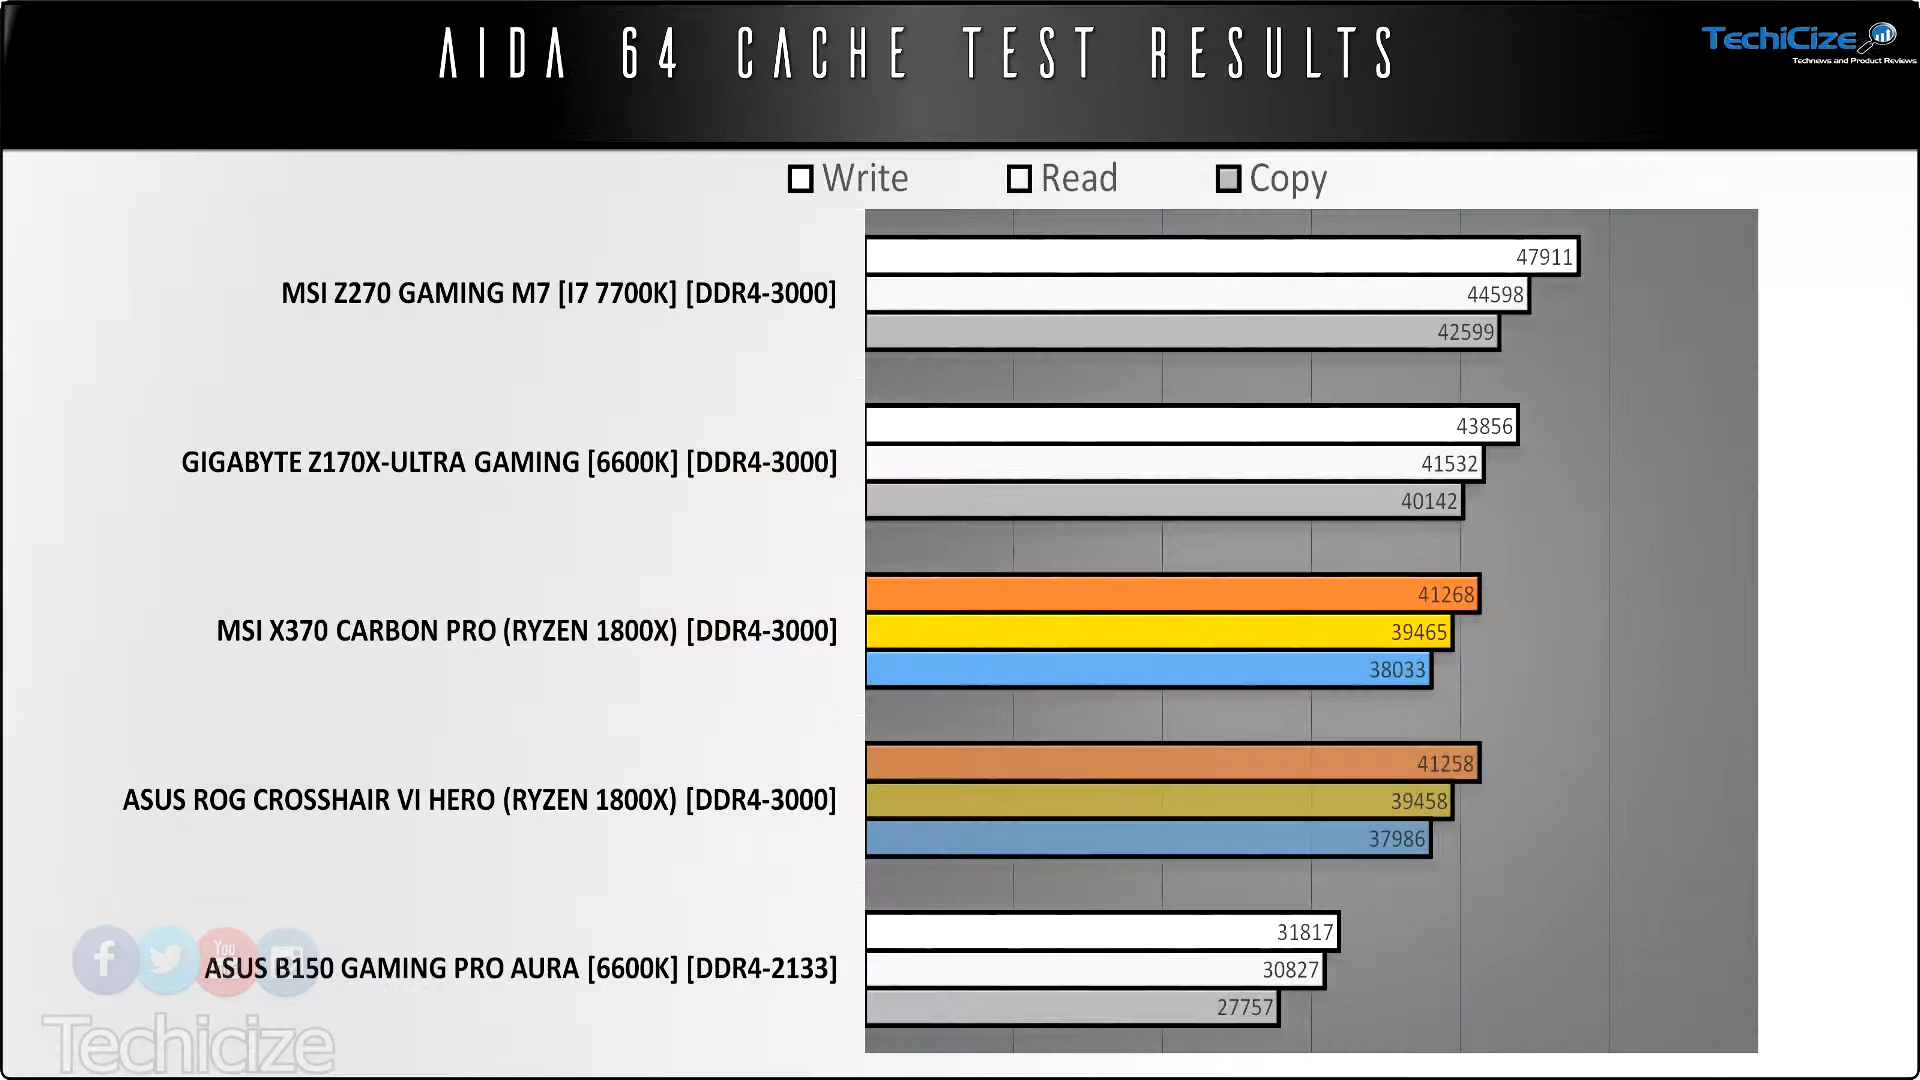 AIDA 64 CACHE TEST RESULTS
TechiCize
Technews and Product Reviews
Write Read Copy
MSI Z270 GAMING M7 [I7 7700K] [DDR4-3000]
47911
44598
42599
GIGABYTE Z170X-ULTRA GAMING [6600K] [DDR4-3000]
43856
41532
40142
MSI X370 CARBON PRO (RYZEN 1800X) [DDR4-3000]
41268
39465
38033
ASUS ROG CROSSHAIR VI HERO (RYZEN 1800X) [DDR4-3000]
41258
39458
37986
ASUS B150 GAMING PRO AURA [6600K] [DDR4-2133]
31817
30827
27757
You
Techicize